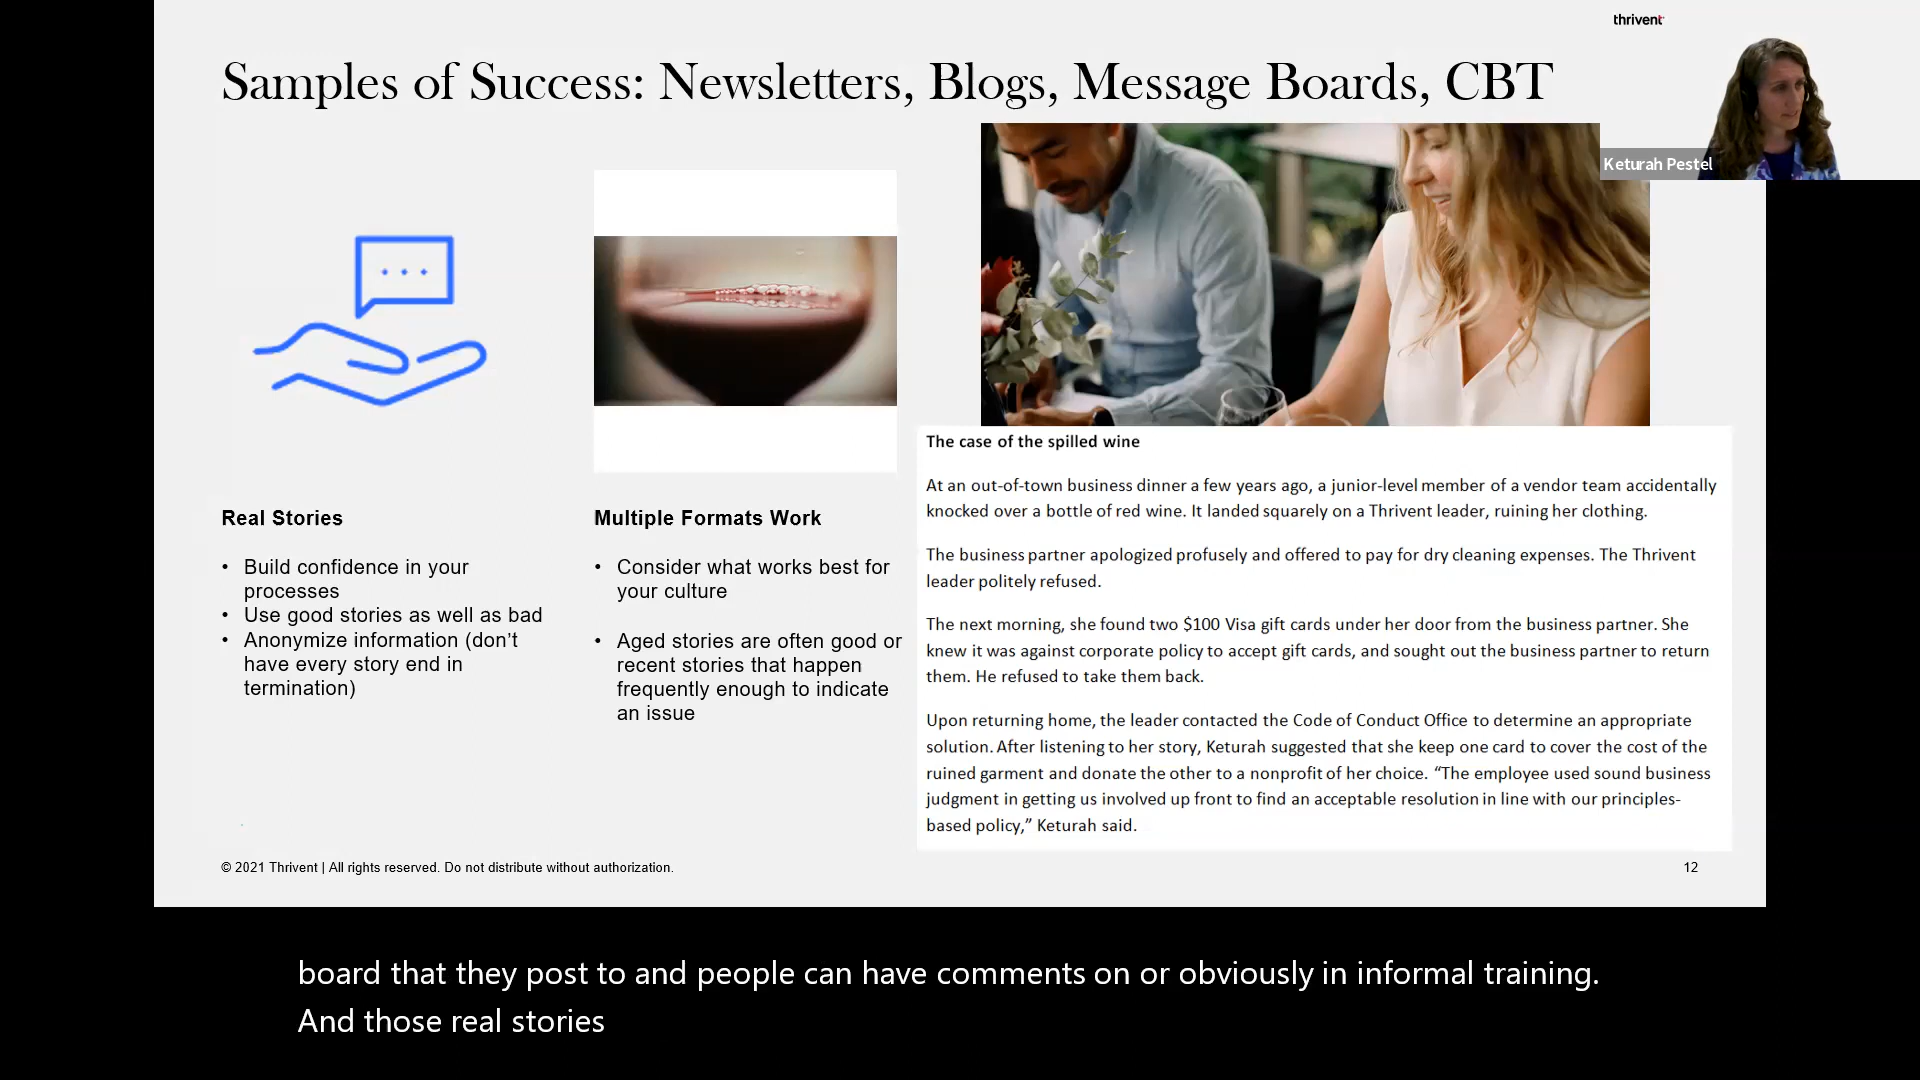 thrivent
Samples of Success: Newsletters, Blogs, Message Boards, CBT
Keturah Pestel
Real Stories
• Build confidence in your
processes
• Use good stories as well as bad
• Anonymize information (don’t
have every story end in
termination)
Multiple Formats Work
• Consider what works best for
your culture
• Aged stories are often good or
recent stories that happen
frequently enough to indicate
an issue
The case of the spilled wine
At an out-of-town business dinner a few years ago, a junior-level member of a vendor team accidentally
knocked over a bottle of red wine. It landed squarely on a Thrivent leader, ruining her clothing.
The business partner apologized profusely and offered to pay for dry cleaning expenses. The Thrivent
leader politely refused.
The next morning, she found two $100 Visa gift cards under her door from the business partner. She
knew it was against corporate policy to accept gift cards, and sought out the business partner to return
them. He refused to take them back.
Upon returning home, the leader contacted the Code of Conduct Office to determine an appropriate
solution. After listening to her story, Keturah suggested that she keep one card to cover the cost of the
ruined garment and donate the other to a nonprofit of her choice. “The employee used sound business
judgment in getting us involved up front to find an acceptable resolution in line with our principles-
based policy,” Keturah said.
© 2021 Thrivent | All rights reserved. Do not distribute without authorization.
12
board that they post to and people can have comments on or obviously in informal training.
And those real stories